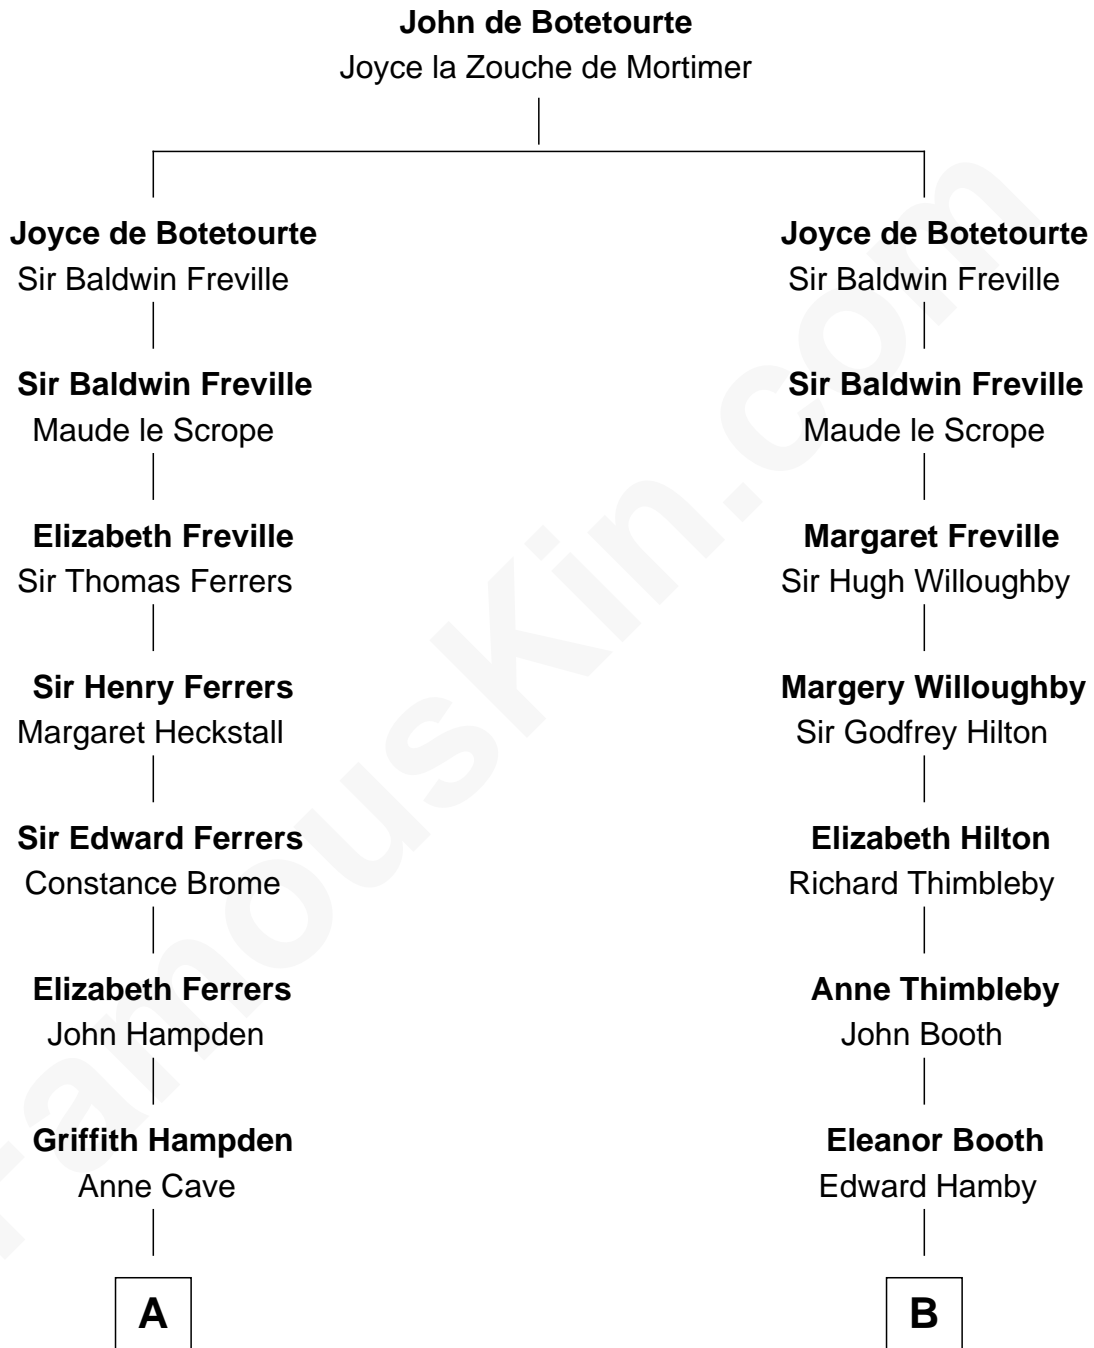 John de Botetourte
Joyce la Zouche de Mortimer
Joyce de Botetourte
Sir Baldwin Freville
Joyce de Botetourte
Sir Baldwin Freville
Sir Baldwin Freville
Maude le Scrope
Sir Baldwin Freville
Maude le Scrope
Elizabeth Freville
Sir Thomas Ferrers
Margaret Freville
Sir Hugh Willoughby
Sir Henry Ferrers
Margaret Heckstall
Margery Willoughby
Sir Godfrey Hilton
Sir Edward Ferrers
Constance Brome
Elizabeth Hilton
Richard Thimbleby
Elizabeth Ferrers
John Hampden
Anne Thimbleby
John Booth
Griffith Hampden
Anne Cave
Eleanor Booth
Edward Hamby
A
B
FamousKin.com